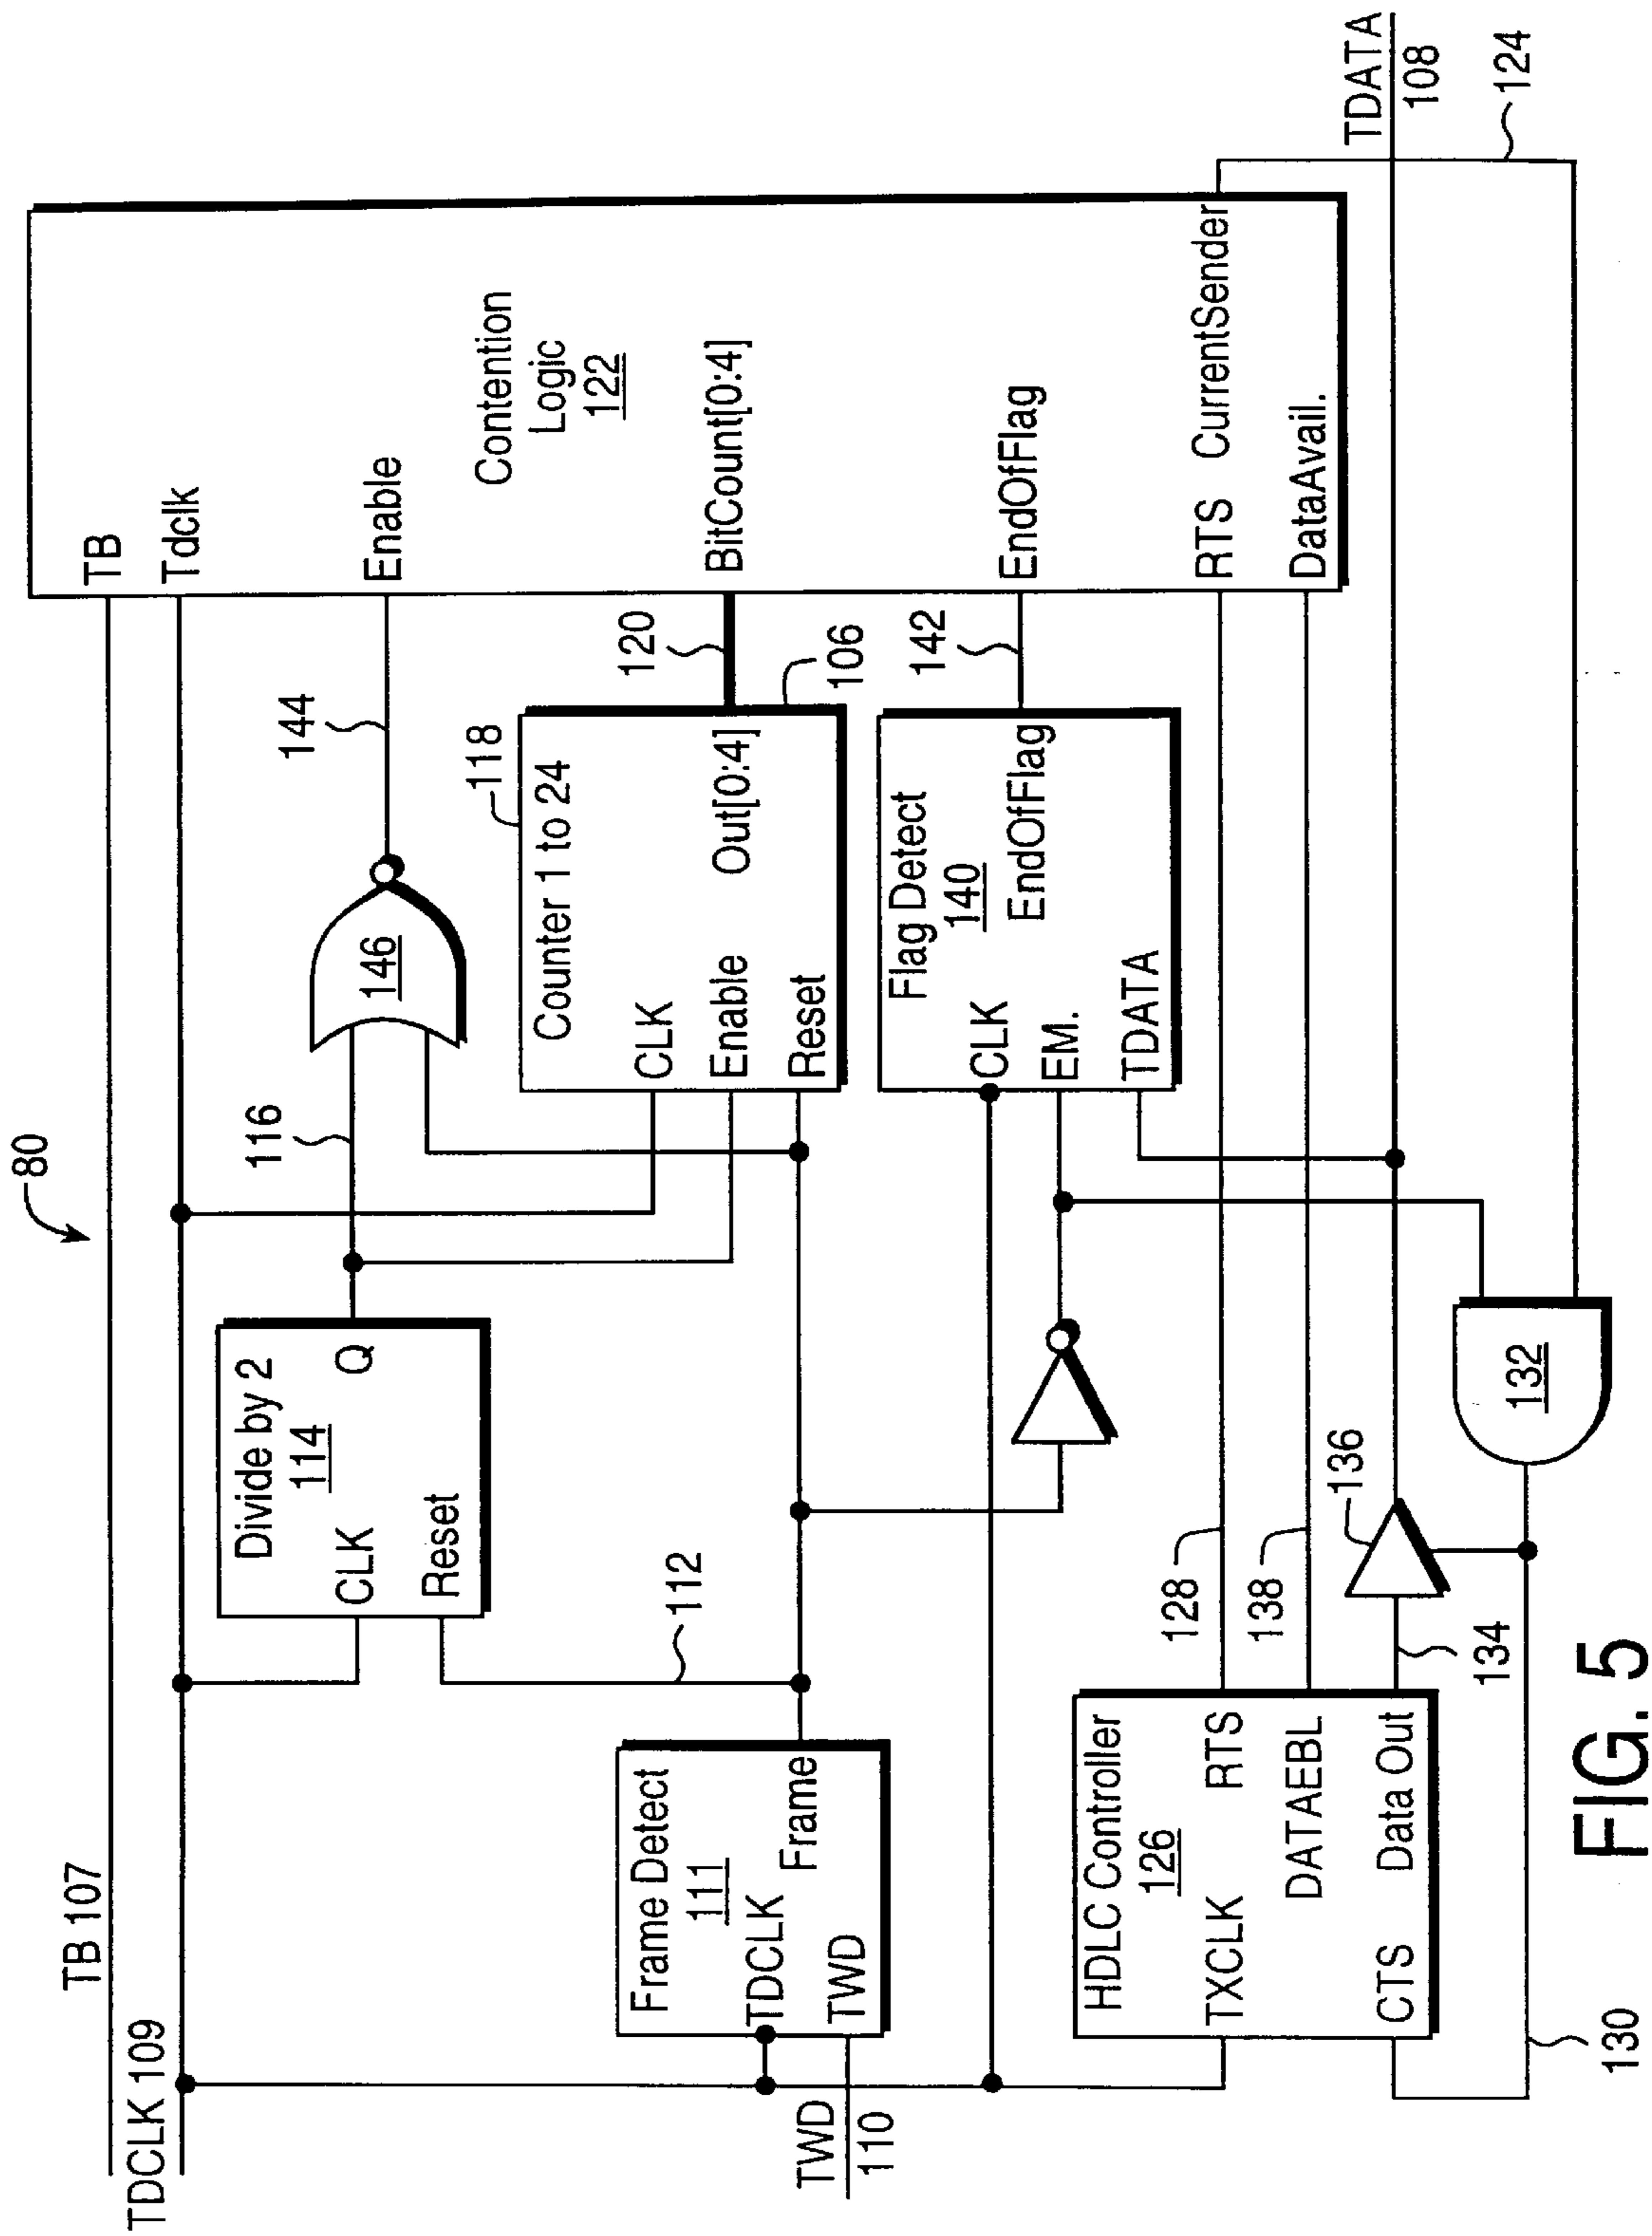 80
TB 107
TDCLK 109
TWD
110
Frame Detect
111
TDCLK
TWD
Frame
112
Divide by 2
114
CLK
Reset
Q
116
146
144
Counter 1 to 24
118
CLK
Enable
Reset
Out[0:4]
106
120
Flag Detect
140
CLK
EM.
TDATA
EndOfFlag
142
HDLC Controller
126
TXCLK
CTS
RTS
DATAEBL
Data Out
128
138
134
136
130
132
TB
Tdclk
Enable
Contention
Logic
122
BitCount[0:4]
EndOfFlag
RTS CurrentSender
DataAvail.
TDATA
108
124
FIG. 5